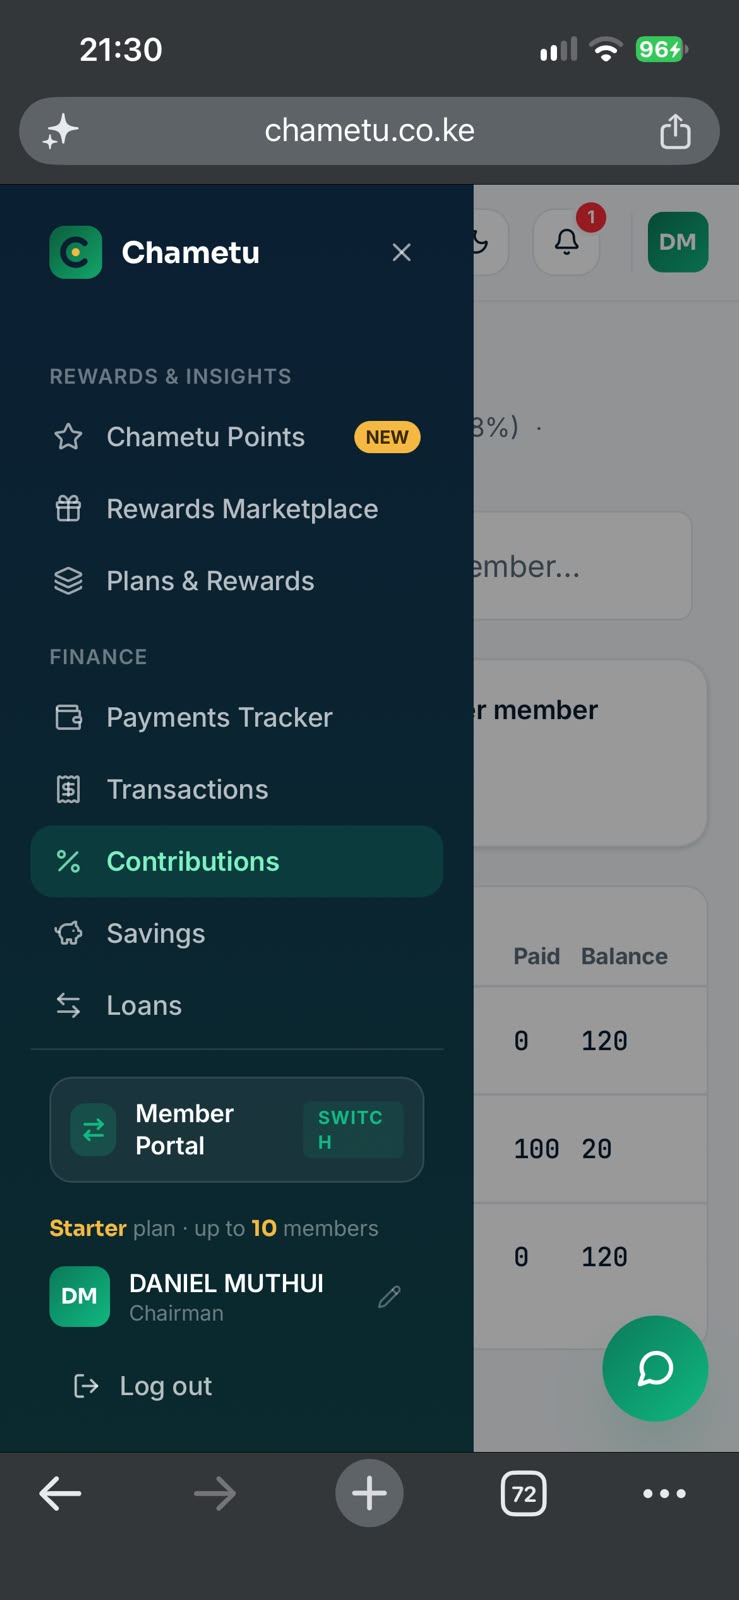 21:30
96
chametu.co.ke
Chametu
1
DM
REWARDS & INSIGHTS
Chametu Points NEW
8%) ·
Rewards Marketplace
ember...
Plans & Rewards
FINANCE
Payments Tracker
r member
Transactions
Contributions
Savings
Paid Balance
Loans
0 120
Member
Portal
SWITC
H
100 20
Starter plan · up to 10 members
0 120
DM
DANIEL MUTHUI
Chairman
Log out
72